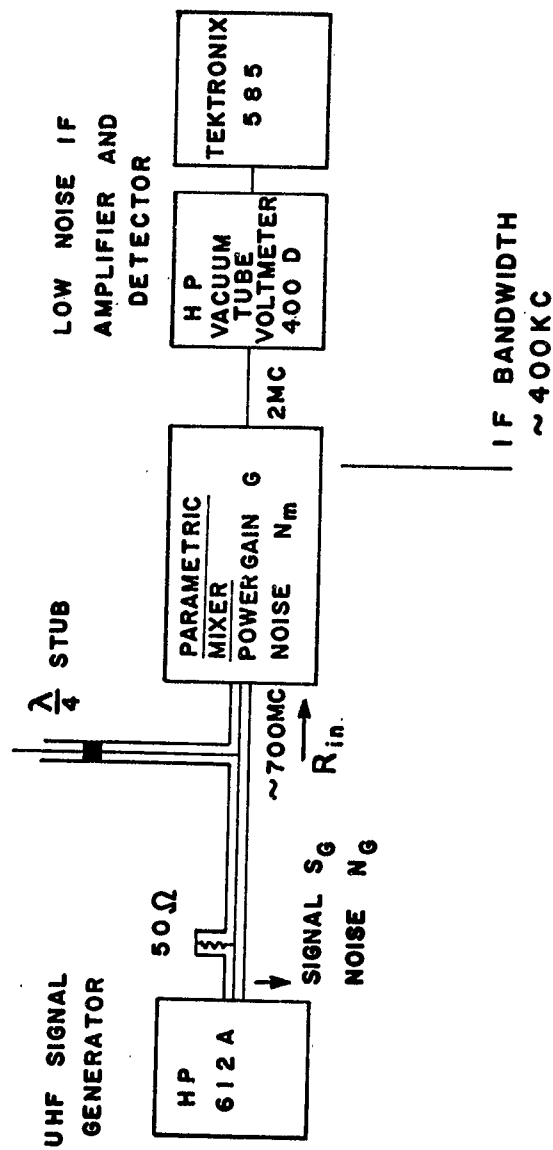 UHF SIGNAL
GENERATOR
HP
612A
50Ω
SIGNAL S_G
NOISE N_G
λ/4 STUB
~700MC
R_in.
PARAMETRIC
MIXER
POWER GAIN G
NOISE N_m
2MC
IF BANDWIDTH
~400KC
LOW NOISE IF
AMPLIFIER AND
DETECTOR
HP
VACUUM
TUBE
VOLTMETER
400 D
TEKTRONIX
585